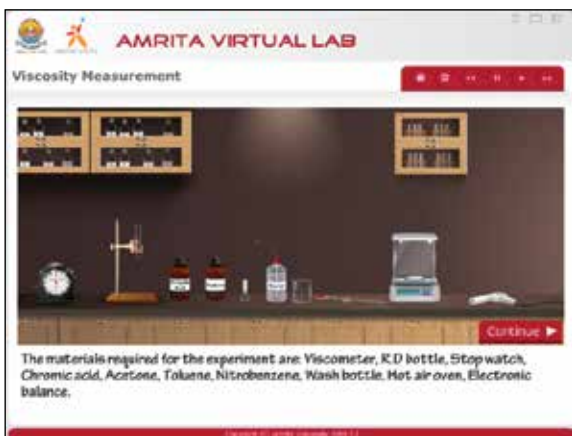 AMRITA VIRTUAL LAB
Viscosity Measurement
Continue
The materials required for the experiment are: Viscometer, R.D bottle, Stop watch,
Chromic acid, Acetone, Toluene, Nitrobenzene, Wash bottle, Hot air oven, Electronic
balance.